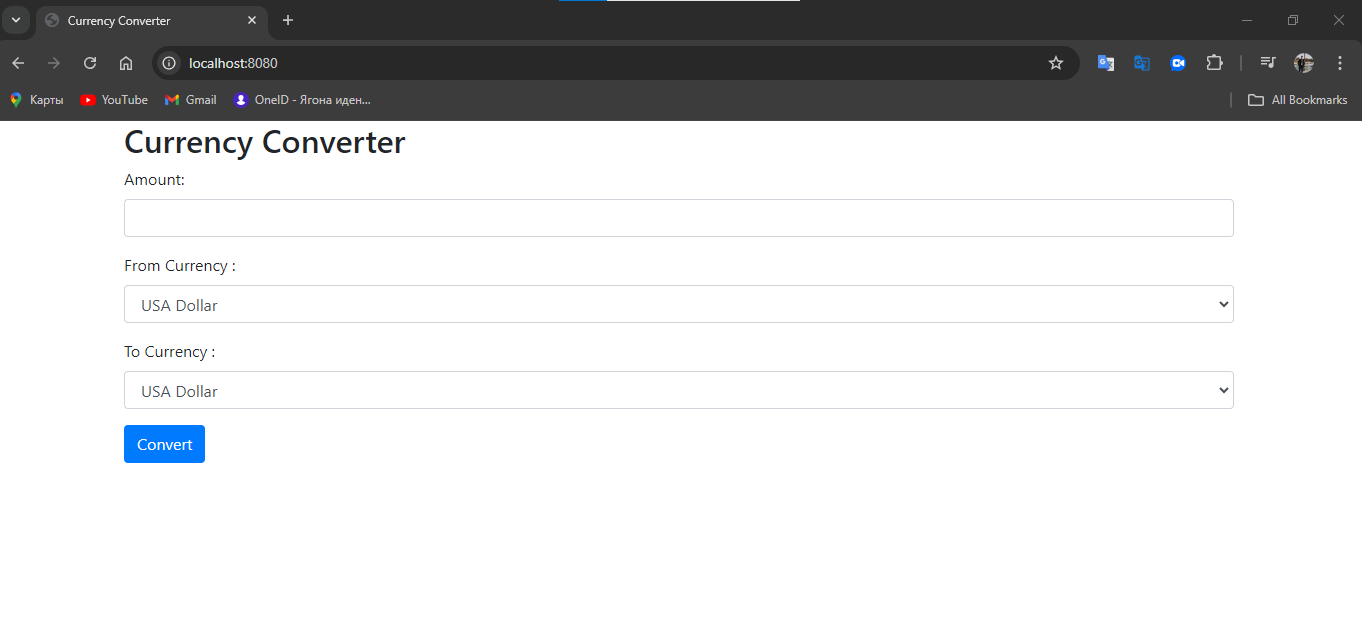 Currency Converter
localhost:8080
Карты YouTube Gmail OneID - Ягона иден... All Bookmarks
Currency Converter
Amount:
From Currency :
USA Dollar
To Currency :
USA Dollar
Convert